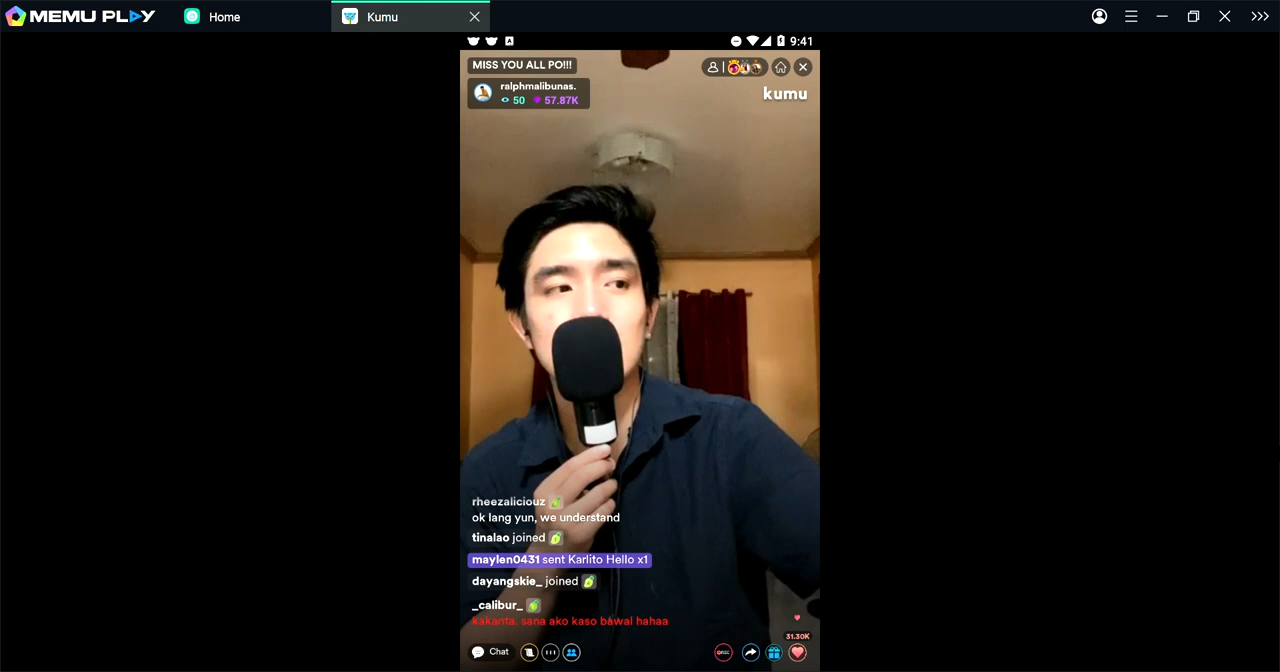 MEMU PLAY
Home
Kumu
9:41
MISS YOU ALL PO!!!
ralphmalibunas.
50
57.87K
kumu
rheezaliciouz
ok lang yun, we understand
tinalao joined
maylen0431 sent Karlito Hello x1
dayangskie_ joined
_calibur_
kakanta. sana ako kaso bawal hahaa
31.30K
Chat
REC